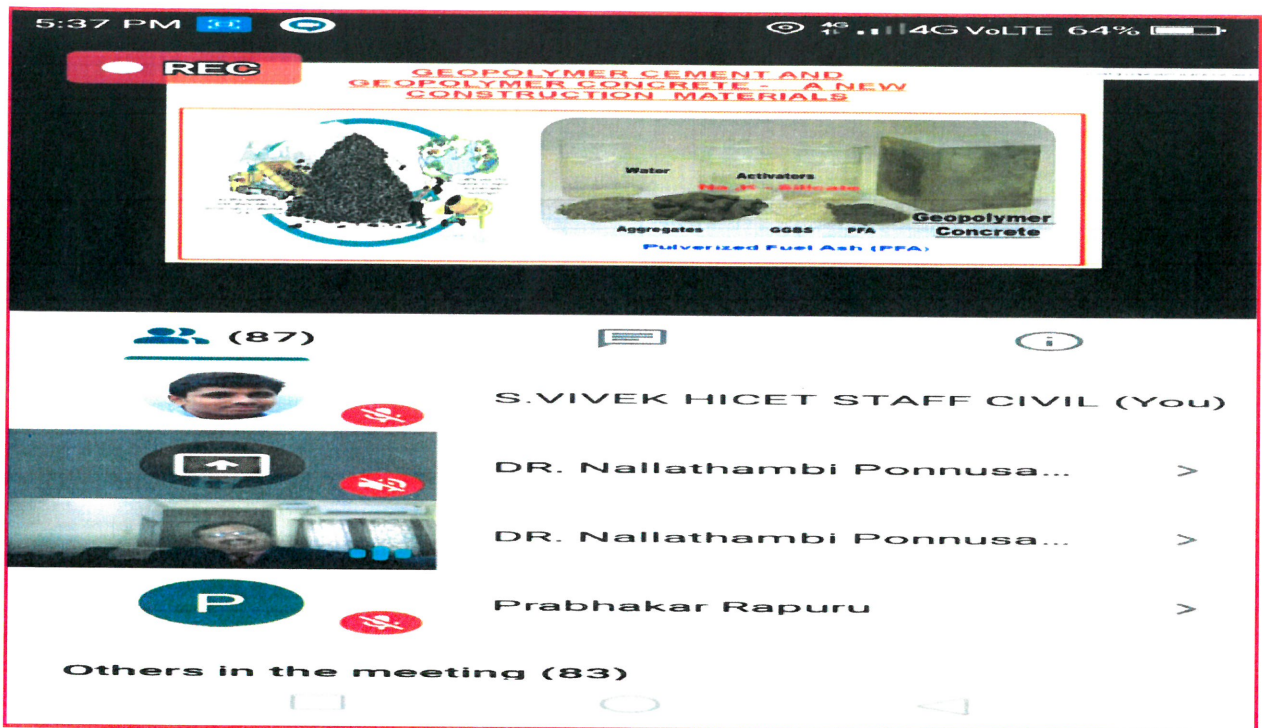 5:37 PM
4G 4G VoLTE 64%
REC
GEOPOLYMER CEMENT AND
GEOPOLYMER CONCRETE - A NEW
CONSTRUCTION MATERIALS
Water
Activators
Na ,K - Silicate
Aggregates GGBS PFA
Geopolymer
Concrete
Pulverized Fuel Ash (PFA)
(87)
S.VIVEK HICET STAFF CIVIL (You)
DR. Nallathambi Ponnusa... >
DR. Nallathambi Ponnusa... >
P
Prabhakar Rapuru >
Others in the meeting (83)